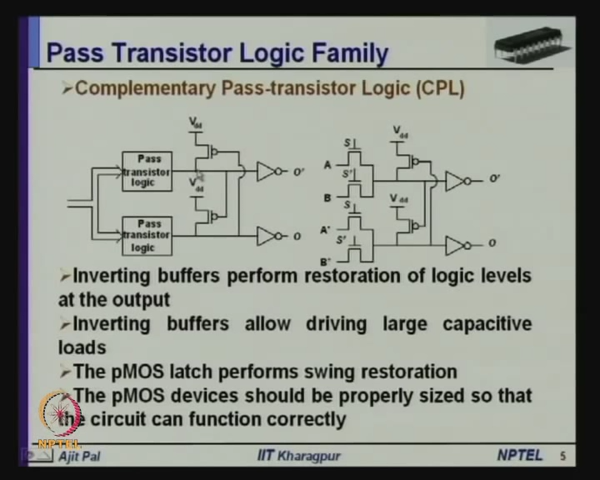 Pass Transistor Logic Family
➢Complementary Pass-transistor Logic (CPL)
Vdd
Pass
transistor
logic
O'
Vdd
Pass
transistor
logic
O
Vdd
S
A
S'
B
O'
Vdd
S
A'
S'
B'
O
➢Inverting buffers perform restoration of logic levels
at the output
➢Inverting buffers allow driving large capacitive
loads
➢The pMOS latch performs swing restoration
➢The pMOS devices should be properly sized so that
the circuit can function correctly
NPTEL
Ajit Pal
IIT Kharagpur
NPTEL
5